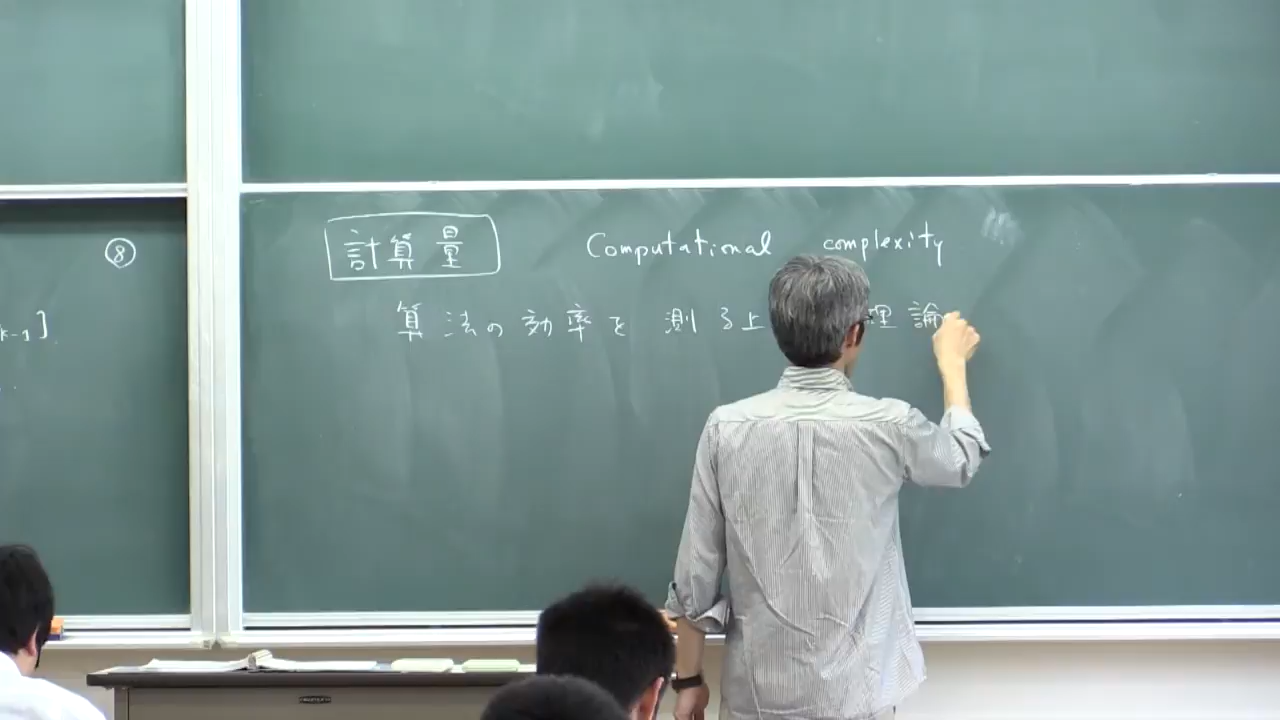 ⑧
k-1]
計算量 Computational complexity
算法の効率を 測る上 理論